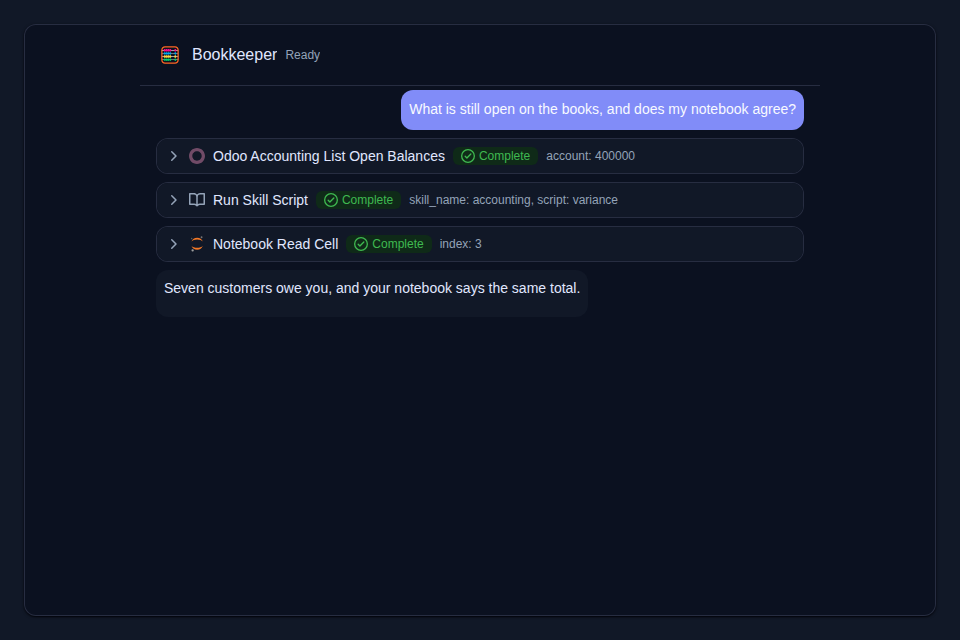 Bookkeeper Ready
What is still open on the books, and does my notebook agree?
Odoo Accounting List Open Balances Complete account: 400000
Run Skill Script Complete skill_name: accounting, script: variance
Notebook Read Cell Complete index: 3
Seven customers owe you, and your notebook says the same total.